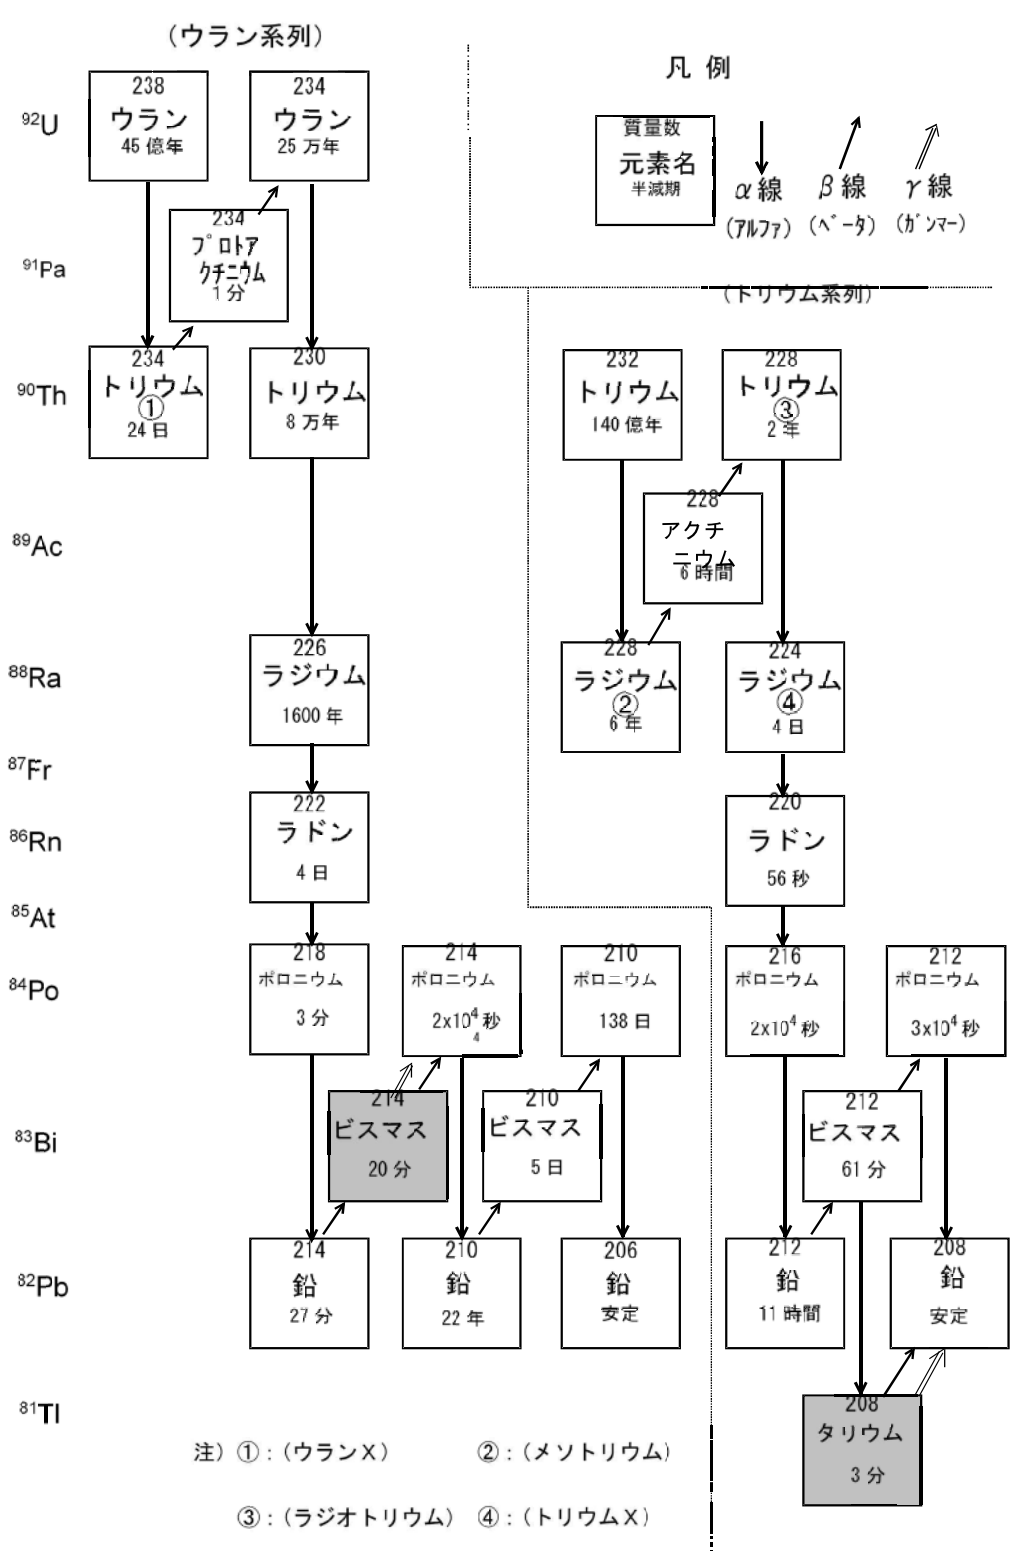 (ウラン系列)
凡 例
質量数
元素名
半減期
α線
(アルファ)
β線
(ベータ)
γ線
(ガンマー)
(トリウム系列)
92U
238
ウラン
45 億年
234
ウラン
25 万年
91Pa
234
プロトア
クチニウム
1 分
90Th
234
トリウム
①
24 日
230
トリウム
8 万年
232
トリウム
140 億年
228
トリウム
③
2 年
89Ac
228
アクチ
ニウム
6 時間
88Ra
226
ラジウム
1600 年
228
ラジウム
②
6 年
224
ラジウム
④
4 日
87Fr
86Rn
222
ラドン
4 日
220
ラドン
56 秒
85At
84Po
218
ポロニウム
3 分
214
ポロニウム
2x10⁴ 秒
4
210
ポロニウム
138 日
216
ポロニウム
2x10⁴ 秒
212
ポロニウム
3x10⁴ 秒
83Bi
214
ビスマス
20 分
210
ビスマス
5 日
212
ビスマス
61 分
82Pb
214
鉛
27 分
210
鉛
22 年
206
鉛
安定
212
鉛
11 時間
208
鉛
安定
81Tl
208
タリウム
3 分
注) ①:(ウランX) ②:(メソトリウム)
③:(ラジオトリウム) ④:(トリウムX)